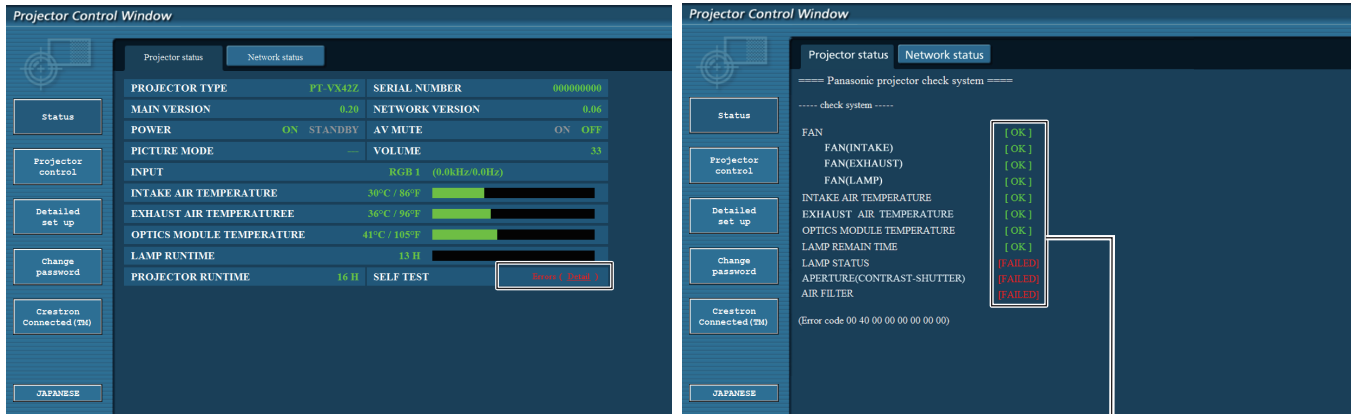 Projector Control Window
Projector status
Network status
Status
Projector control
Detailed set up
Change password
Crestron Connected(TM)
JAPANESE
PROJECTOR TYPE PT-VX42Z SERIAL NUMBER 000000000
MAIN VERSION 0.20 NETWORK VERSION 0.06
POWER ON STANDBY AV MUTE ON OFF
PICTURE MODE --- VOLUME 33
INPUT RGB 1 (0.0kHz/0.0Hz)
INTAKE AIR TEMPERATURE 30°C / 86°F
EXHAUST AIR TEMPERATUREE 36°C / 96°F
OPTICS MODULE TEMPERATURE 41°C / 105°F
LAMP RUNTIME 13 H
PROJECTOR RUNTIME 16 H SELF TEST
Projector Control Window
Projector status
Network status
Status
Projector control
Detailed set up
Change password
Crestron Connected(TM)
JAPANESE
==== Panasonic projector check system ====
----- check system -----
FAN [ OK ]
FAN(INTAKE) [ OK ]
FAN(EXHAUST) [ OK ]
FAN(LAMP) [ OK ]
INTAKE AIR TEMPERATURE [ OK ]
EXHAUST AIR TEMPERATURE [ OK ]
OPTICS MODULE TEMPERATURE [ OK ]
LAMP REMAIN TIME [ OK ]
LAMP STATUS [FAILED]
APERTURE(CONTRAST-SHUTTER) [FAILED]
AIR FILTER [FAILED]
(Error code 00 40 00 00 00 00 00 00)